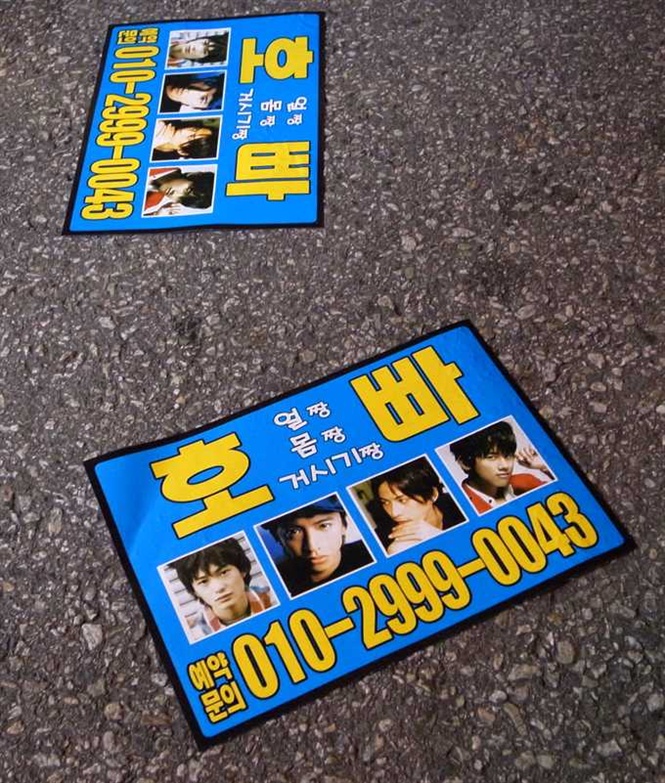 호빠
얼짱
몸짱
거시기짱
예약
문의
010-2999-0043
호빠
얼짱
몸짱
거시기짱
예약
문의
010-2999-0043